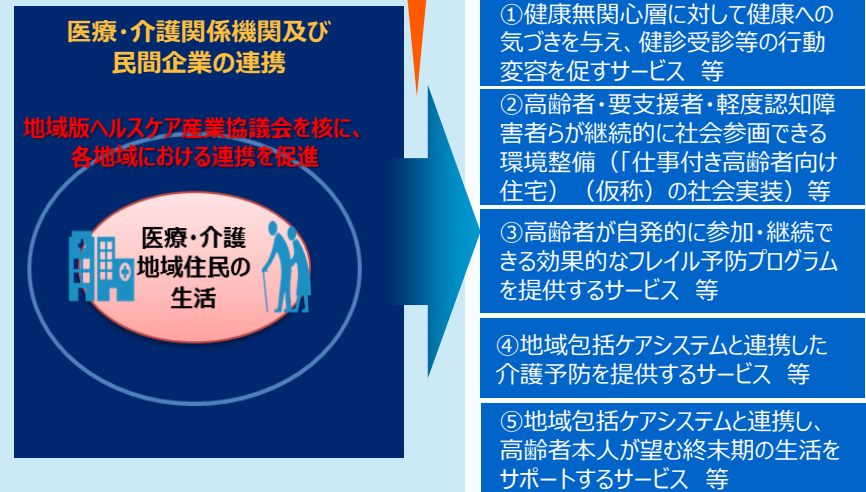 医療・介護関係機関及び
民間企業の連携
地域版ヘルスケア産業協議会を核に、
各地域における連携を促進
医療・介護
地域住民の
生活
①健康無関心層に対して健康への
気づきを与え、健診受診等の行動
変容を促すサービス 等
②高齢者・要支援者・軽度認知障
害者らが継続的に社会参画できる
環境整備（「仕事付き高齢者向け
住宅）（仮称）の社会実装）等
③高齢者が自発的に参加・継続で
きる効果的なフレイル予防プログラム
を提供するサービス 等
④地域包括ケアシステムと連携した
介護予防を提供するサービス 等
⑤地域包括ケアシステムと連携し、
高齢者本人が望む終末期の生活を
サポートするサービス 等